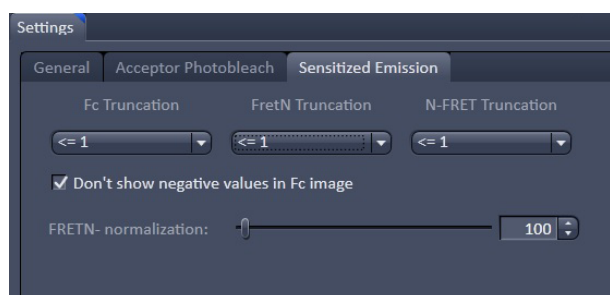 Settings
General Acceptor Photobleach Sensitized Emission
Fc Truncation FretN Truncation N-FRET Truncation
<= 1 <= 1 <= 1
Don't show negative values in Fc image
FRETN- normalization: 100